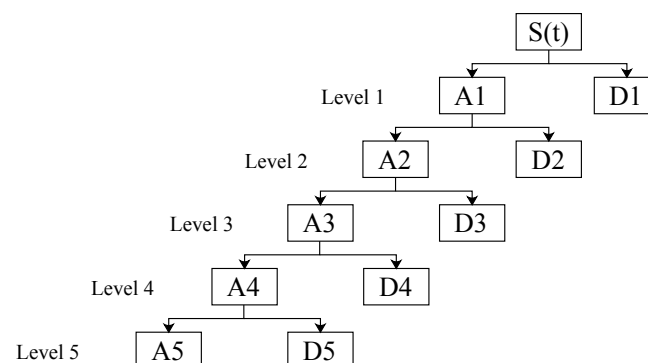 S(t)
Level 1 A1 D1
Level 2 A2 D2
Level 3 A3 D3
Level 4 A4 D4
Level 5 A5 D5